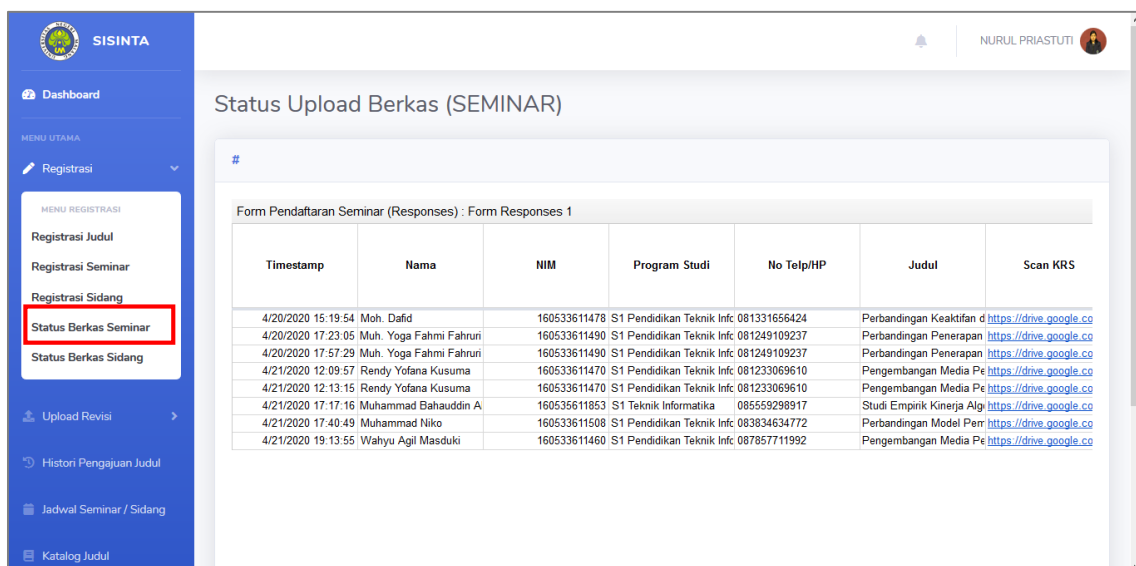 SISINTA
NURUL PRIASTUTI
Dashboard
Status Upload Berkas (SEMINAR)
MENU UTAMA
Registrasi
#
MENU REGISTRASI
Registrasi Judul
Registrasi Seminar
Registrasi Sidang
Status Berkas Seminar
Status Berkas Sidang
Upload Revisi
Histori Pengajuan Judul
Jadwal Seminar / Sidang
Katalog Judul
Form Pendaftaran Seminar (Responses) : Form Responses 1
Timestamp Nama NIM Program Studi No Telp/HP Judul Scan KRS
4/20/2020 15:19:54 Moh. Dafid 160533611478 S1 Pendidikan Teknik Infc 081331656424 Perbandingan Keaktifan d https://drive.google.co
4/20/2020 17:23:05 Muh. Yoga Fahmi Fahruri 160533611490 S1 Pendidikan Teknik Infc 081249109237 Perbandingan Penerapan https://drive.google.co
4/20/2020 17:57:29 Muh. Yoga Fahmi Fahruri 160533611490 S1 Pendidikan Teknik Infc 081249109237 Perbandingan Penerapan https://drive.google.co
4/21/2020 12:09:57 Rendy Yofana Kusuma 160533611470 S1 Pendidikan Teknik Infc 081233069610 Pengembangan Media Pe https://drive.google.co
4/21/2020 12:13:15 Rendy Yofana Kusuma 160533611470 S1 Pendidikan Teknik Infc 081233069610 Pengembangan Media Pe https://drive.google.co
4/21/2020 17:17:16 Muhammad Bahauddin A 160535611853 S1 Teknik Informatika 085559298917 Studi Empirik Kinerja Algo https://drive.google.co
4/21/2020 17:40:49 Muhammad Niko 160533611508 S1 Pendidikan Teknik Infc 083834634772 Perbandingan Model Pem https://drive.google.co
4/21/2020 19:13:55 Wahyu Agil Masduki 160533611460 S1 Pendidikan Teknik Infc 087857711992 Pengembangan Media Pe https://drive.google.co